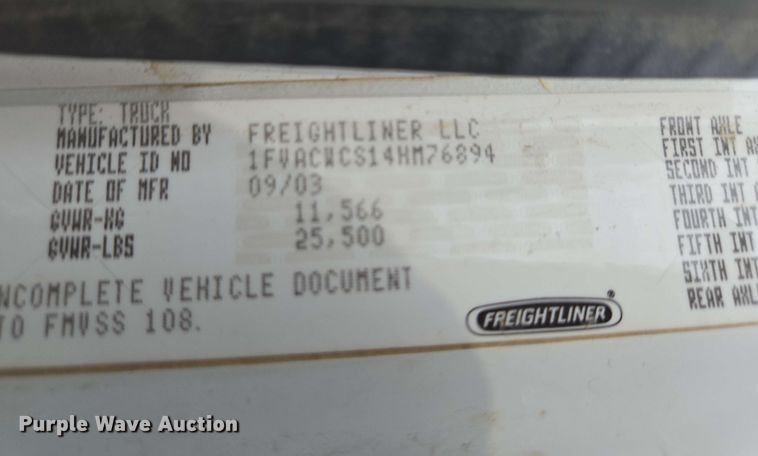 TYPE: TRUCK
MANUFACTURED BY FREIGHTLINER LLC
VEHICLE ID NO 1FVACWCS14HM76894
DATE OF MFR 09/03
GVWR-KG 11,566
GVWR-LBS 25,500
NCOMPLETE VEHICLE DOCUMENT
TO FMVSS 108.
FRONT AXLE
FIRST INT A
SECOND INT
THIRD INT A
FOURTH INT
FIFTH INT
SIXTH INT
REAR AXL
FREIGHTLINER®
Purple Wave Auction